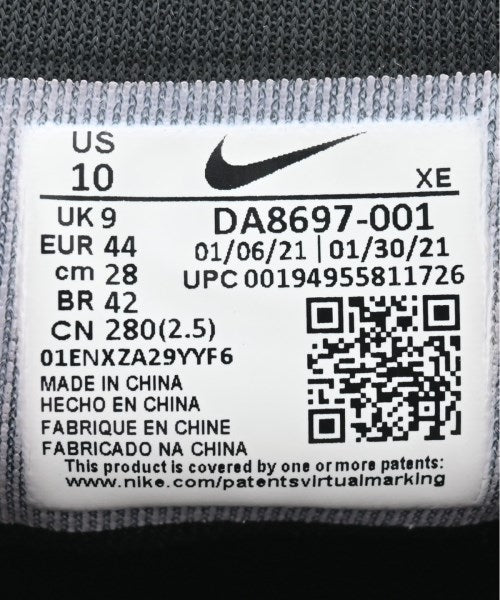 US
10
XE
UK 9
DA8697-001
EUR 44
01/06/21 | 01/30/21
cm 28
UPC 00194955811726
BR 42
CN 280(2.5)
01ENXZA29YYF6
MADE IN CHINA
HECHO EN CHINA
FABRIQUE EN CHINE
FABRICADO NA CHINA
This product is covered by one or more patents:
www.nike.com/patentsvirtualmarking